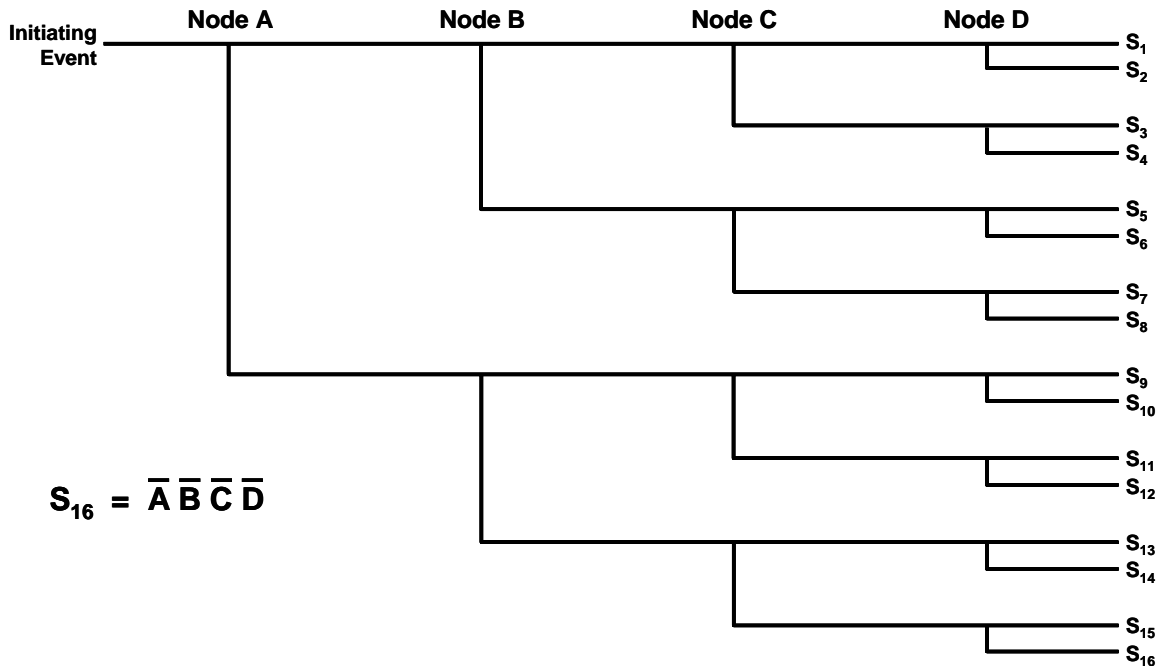 Node A Node B Node C Node D
Initiating
Event
S₁
S₂
S₃
S₄
S₅
S₆
S₇
S₈
S₉
S₁₀
S₁₁
S₁₂
S₁₆ = A̅ B̅ C̅ D̅
S₁₃
S₁₄
S₁₅
S₁₆